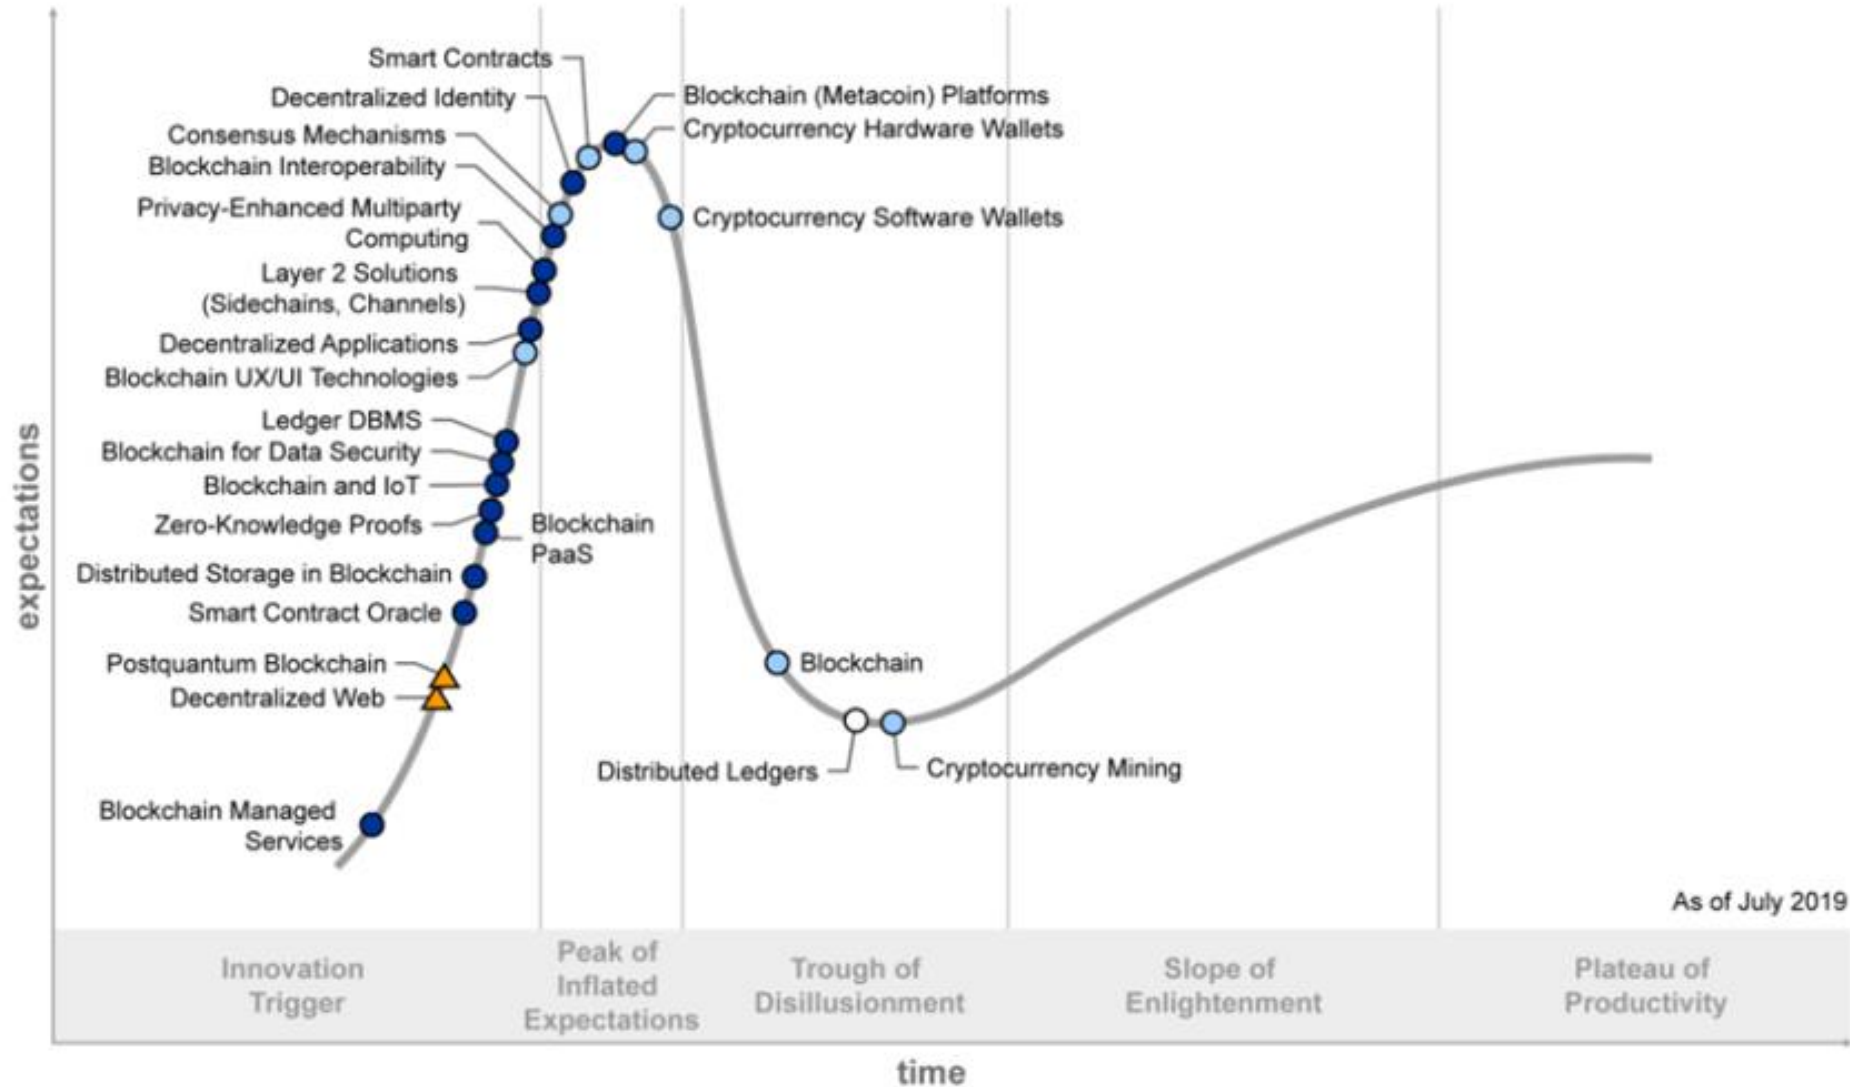 Smart Contracts
Decentralized Identity
Consensus Mechanisms
Blockchain Interoperability
Privacy-Enhanced Multiparty
Computing
Layer 2 Solutions
(Sidechains, Channels)
Decentralized Applications
Blockchain UX/UI Technologies
Ledger DBMS
Blockchain for Data Security
Blockchain and IoT
Zero-Knowledge Proofs
Blockchain
PaaS
Distributed Storage in Blockchain
Smart Contract Oracle
Postquantum Blockchain
Decentralized Web
Blockchain Managed
Services
Blockchain (Metacoin) Platforms
Cryptocurrency Hardware Wallets
Cryptocurrency Software Wallets
Blockchain
Distributed Ledgers
Cryptocurrency Mining
expectations
As of July 2019
Innovation
Trigger
Peak of
Inflated
Expectations
Trough of
Disillusionment
Slope of
Enlightenment
Plateau of
Productivity
time